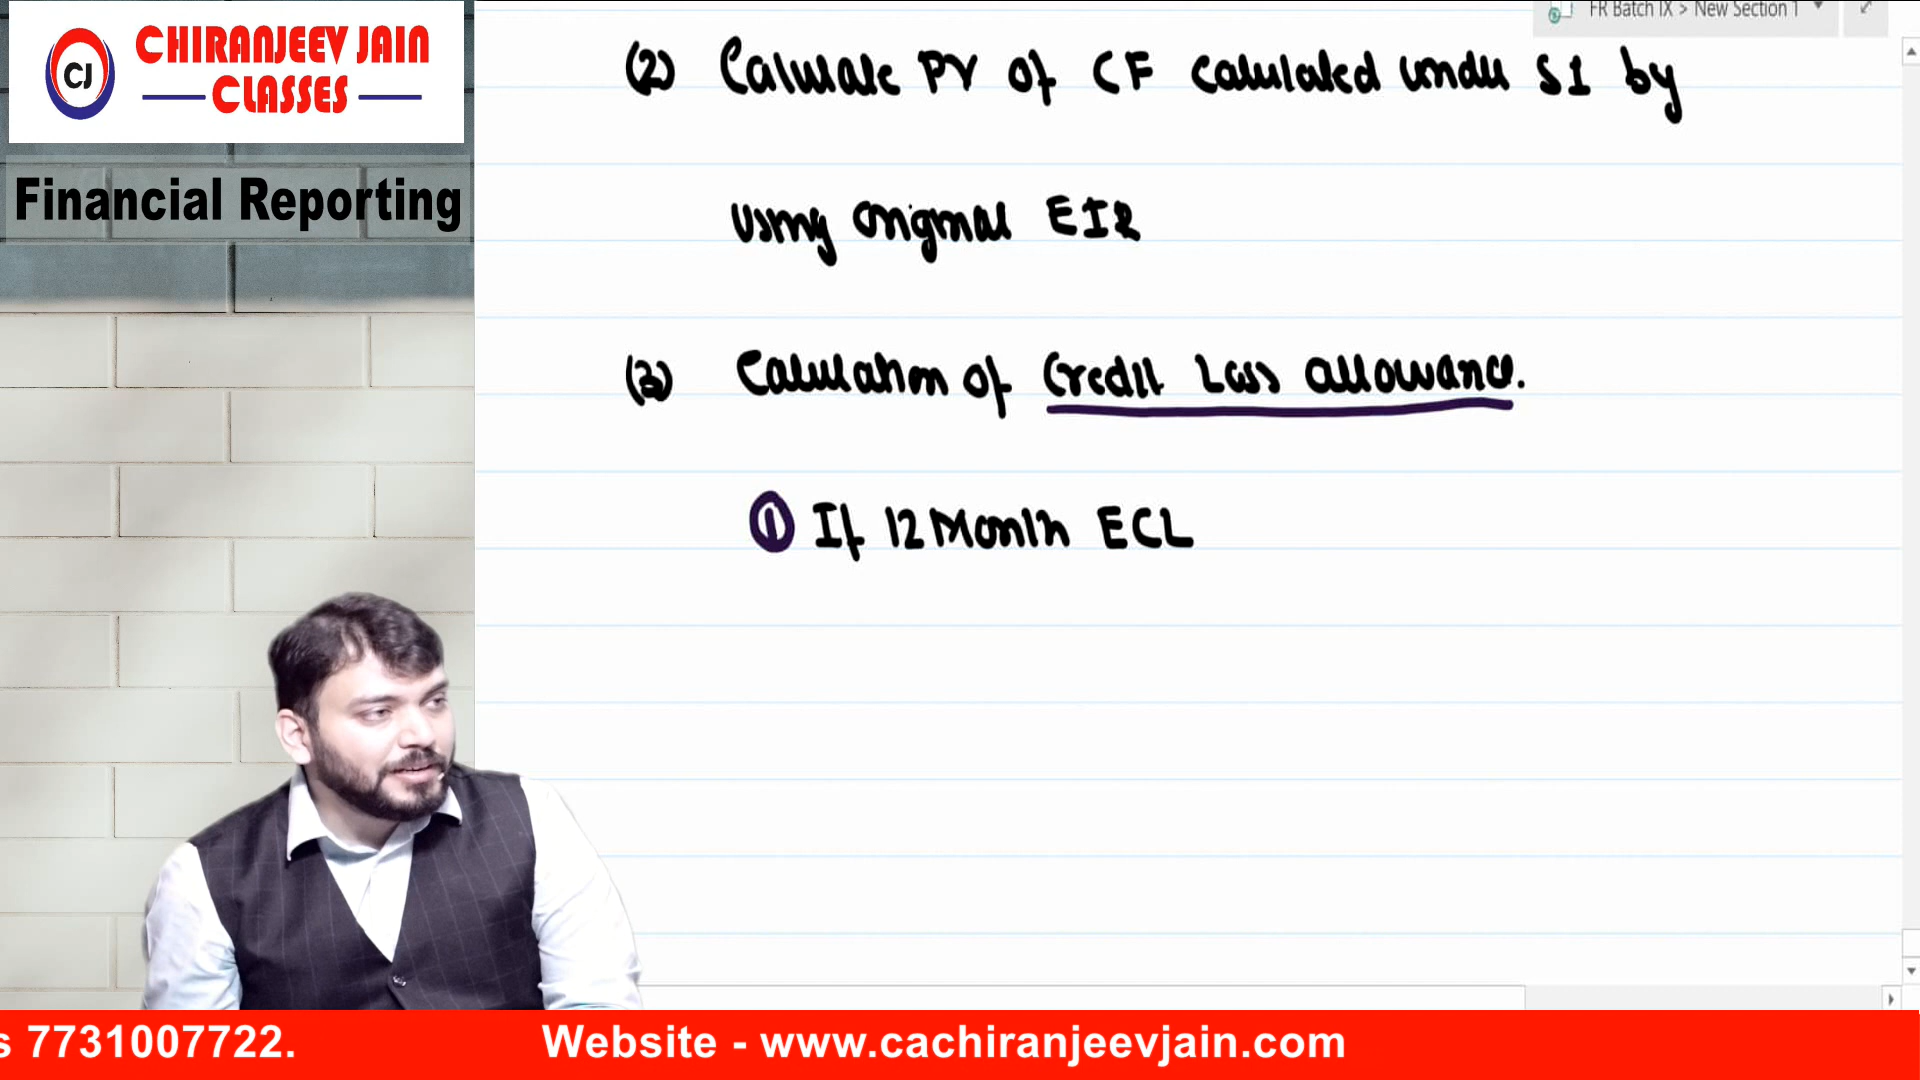 CHIRANJEEV JAIN
CLASSES
CJ
Financial Reporting
FR Batch IX > New Section 1
(2) Calculate PV of CF calculated under S1 by
using original EIR
(3) Calculation of Credit Loss allowance.
① If 12 Month ECL
s 7731007722.
Website - www.cachiranjeevjain.com